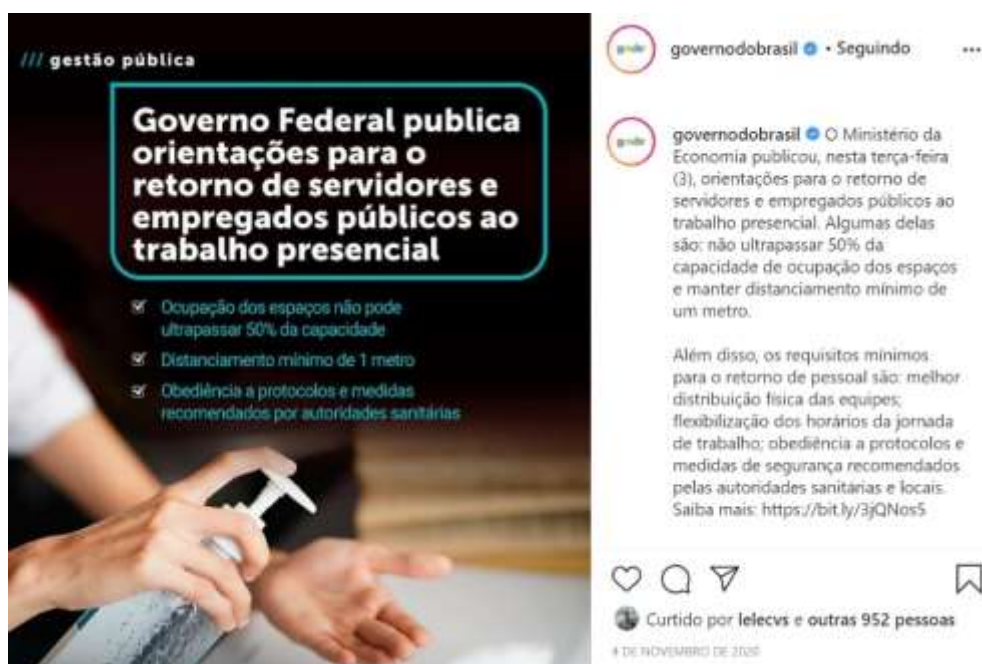 /// gestão pública
Governo Federal publica
orientações para o
retorno de servidores e
empregados públicos ao
trabalho presencial
Ocupação dos espaços não pode
ultrapassar 50% da capacidade
Distanciamento mínimo de 1 metro
Obediência a protocolos e medidas
recomendados por autoridades sanitárias
governodobrasil • Seguindo
governodobrasil O Ministério da
Economia publicou, nesta terça-feira
(3), orientações para o retorno de
servidores e empregados públicos ao
trabalho presencial. Algumas delas
são: não ultrapassar 50% da
capacidade de ocupação dos espaços
e manter distanciamento mínimo de
um metro.
Além disso, os requisitos mínimos
para o retorno de pessoal são: melhor
distribuição física das equipes;
flexibilização dos horários da jornada
de trabalho; obediência a protocolos e
medidas de segurança recomendados
pelas autoridades sanitárias e locais.
Saiba mais: https://bit.ly/3jQNos5
Curtido por lelecvs e outras 952 pessoas
4 DE NOVEMBRO DE 2020